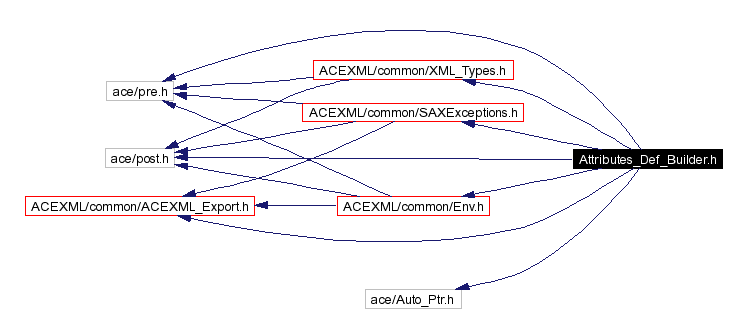 ACEXML/common/XML_Types.h
ace/pre.h
ACEXML/common/SAXExceptions.h
ace/post.h
Attributes_Def_Builder.h
ACEXML/common/ACEXML_Export.h
ACEXML/common/Env.h
ace/Auto_Ptr.h